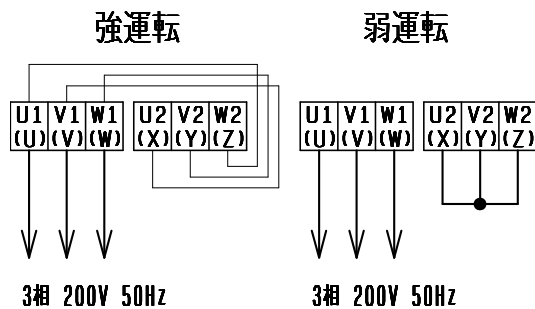 強運転
U1 V1 W1 U2 V2 W2
(U) (V) (W) (X) (Y) (Z)
3相 200V 50Hz
弱運転
U1 V1 W1 U2 V2 W2
(U) (V) (W) (X) (Y) (Z)
3相 200V 50Hz